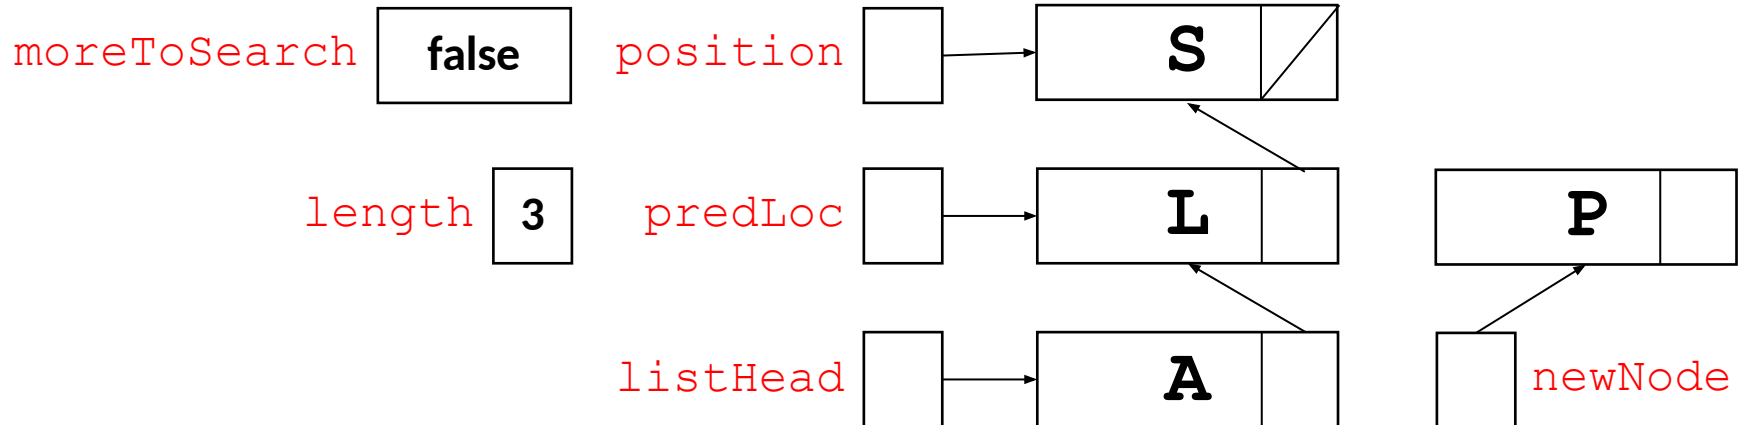 moreToSearch false position S
length 3 predLoc L P
listHead A newNode